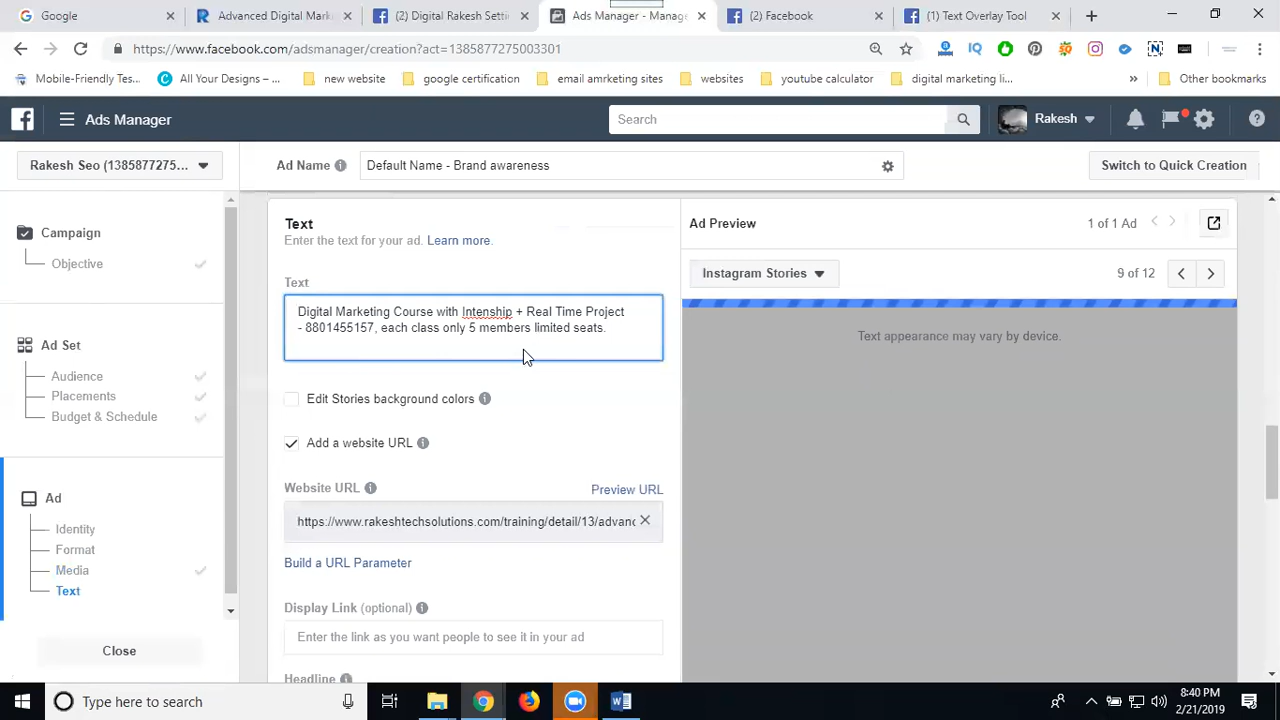 Google
Advanced Digital Mark
(2) Digital Rakesh Setti
Ads Manager - Manage
(2) Facebook
(1) Text Overlay Tool
https://www.facebook.com/adsmanager/creation?act=1385877275003301
Mobile-Friendly Tes...
All Your Designs – ...
new website
google certification
email amrketing sites
websites
youtube calculator
digital marketing li...
Other bookmarks
Ads Manager
Search
Rakesh
Rakesh Seo (1385877275...
Ad Name
Default Name - Brand awareness
Switch to Quick Creation
Campaign
Objective
Ad Set
Audience
Placements
Budget & Schedule
Ad
Identity
Format
Media
Text
Close
Text
Enter the text for your ad. Learn more.
Text
Digital Marketing Course with Intenship + Real Time Project
- 8801455157, each class only 5 members limited seats.
Edit Stories background colors
Add a website URL
Website URL
Preview URL
https://www.rakeshtechsolutions.com/training/detail/13/advanc
Build a URL Parameter
Display Link (optional)
Enter the link as you want people to see it in your ad
Headline
Ad Preview
1 of 1 Ad
Instagram Stories
9 of 12
Text appearance may vary by device.
Type here to search
8:40 PM
2/21/2019